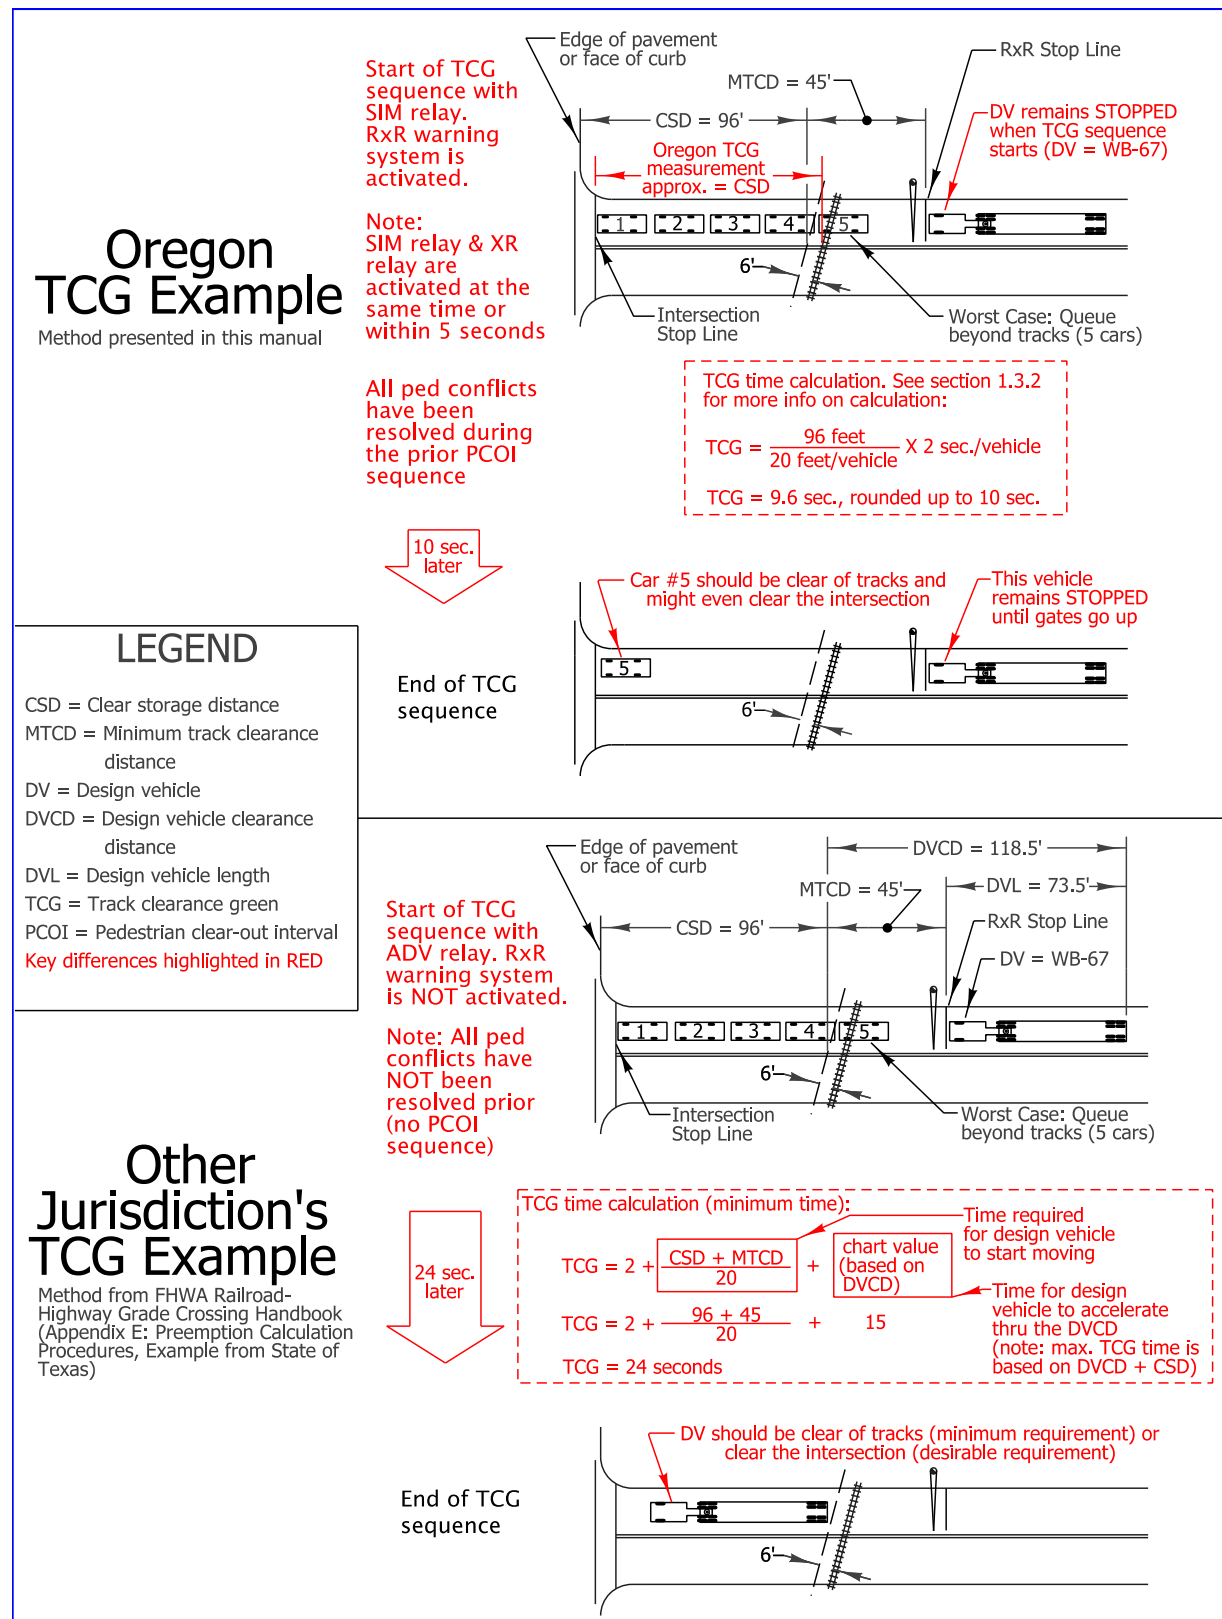 Oregon
TCG Example
Method presented in this manual
Start of TCG
sequence with
SIM relay.
RxR warning
system is
activated.
Note:
SIM relay & XR
relay are
activated at the
same time or
within 5 seconds
All ped conflicts
have been
resolved during
the prior PCOI
sequence
Edge of pavement
or face of curb
MTCD = 45'
RxR Stop Line
CSD = 96'
DV remains STOPPED
when TCG sequence
starts (DV = WB-67)
Oregon TCG
measurement
approx. = CSD
1 2 3 4 5
6'
Intersection
Stop Line
Worst Case: Queue
beyond tracks (5 cars)
TCG time calculation. See section 1.3.2
for more info on calculation:
TCG = 96 feet / 20 feet/vehicle X 2 sec./vehicle
TCG = 9.6 sec., rounded up to 10 sec.
10 sec.
later
Car #5 should be clear of tracks and
might even clear the intersection
This vehicle
remains STOPPED
until gates go up
5
End of TCG
sequence
6'
LEGEND
CSD = Clear storage distance
MTCD = Minimum track clearance
distance
DV = Design vehicle
DVCD = Design vehicle clearance
distance
DVL = Design vehicle length
TCG = Track clearance green
PCOI = Pedestrian clear-out interval
Key differences highlighted in RED
Other
Jurisdiction's
TCG Example
Method from FHWA Railroad-
Highway Grade Crossing Handbook
(Appendix E: Preemption Calculation
Procedures, Example from State of
Texas)
Start of TCG
sequence with
ADV relay. RxR
warning system
is NOT activated.
Note: All ped
conflicts have
NOT been
resolved prior
(no PCOI
sequence)
Edge of pavement
or face of curb
DVCD = 118.5'
MTCD = 45'
DVL = 73.5'
CSD = 96'
RxR Stop Line
DV = WB-67
1 2 3 4 5
6'
Intersection
Stop Line
Worst Case: Queue
beyond tracks (5 cars)
24 sec.
later
TCG time calculation (minimum time):
TCG = 2 + CSD + MTCD / 20 + chart value (based on DVCD)
Time required
for design vehicle
to start moving
TCG = 2 + 96 + 45 / 20 + 15
TCG = 24 seconds
Time for design
vehicle to accelerate
thru the DVCD
(note: max. TCG time is
based on DVCD + CSD)
DV should be clear of tracks (minimum requirement) or
clear the intersection (desirable requirement)
End of TCG
sequence
6'